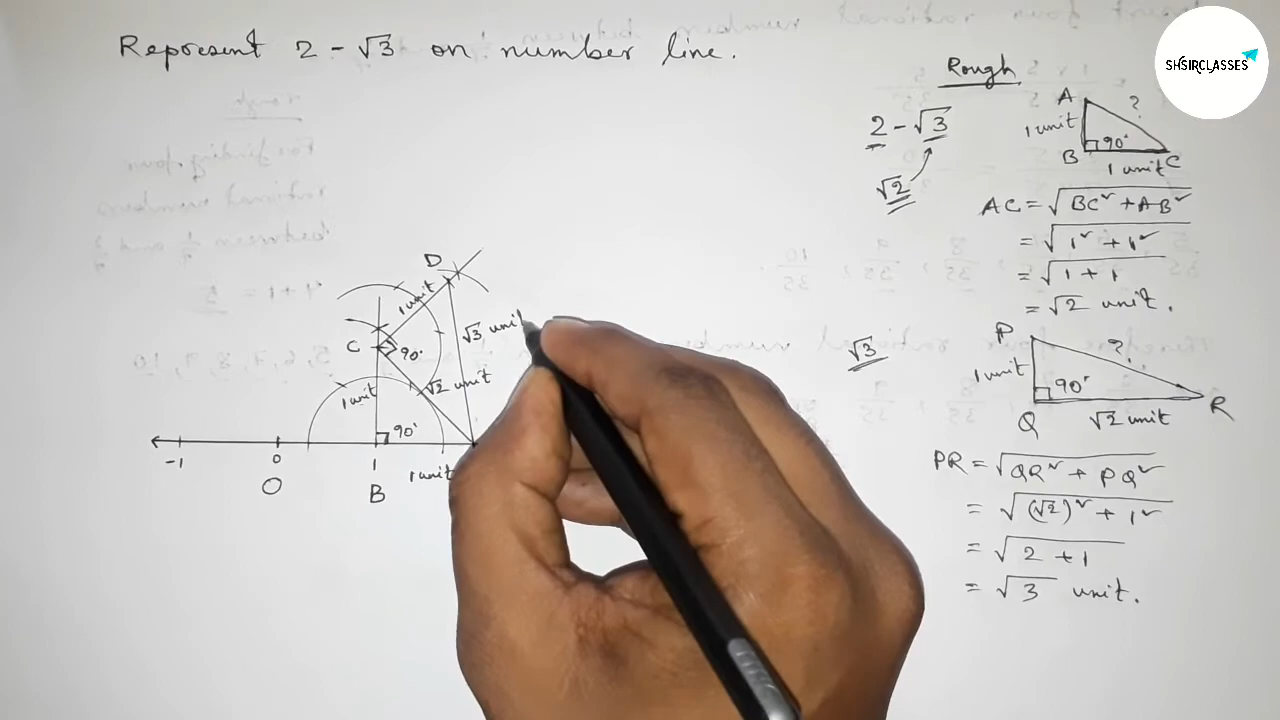 Represent 2 - √3 on number line.
SHSIRCLASSES
Rough
2 - √3
√2
A
?
1 unit
90°
B
1 unit
C
AC = √BC² + AB²
= √1² + 1²
= √1 + 1
= √2 unit.
√3
P
?
1 unit
90°
Q
√2 unit
R
PR = √QR² + PQ²
= √(√2)² + 1²
= √2 + 1
= √3 unit.
D
1 unit
√3 unit
C
90°
√2 unit
1 unit
90°
-1
0
1
1 unit
O
B